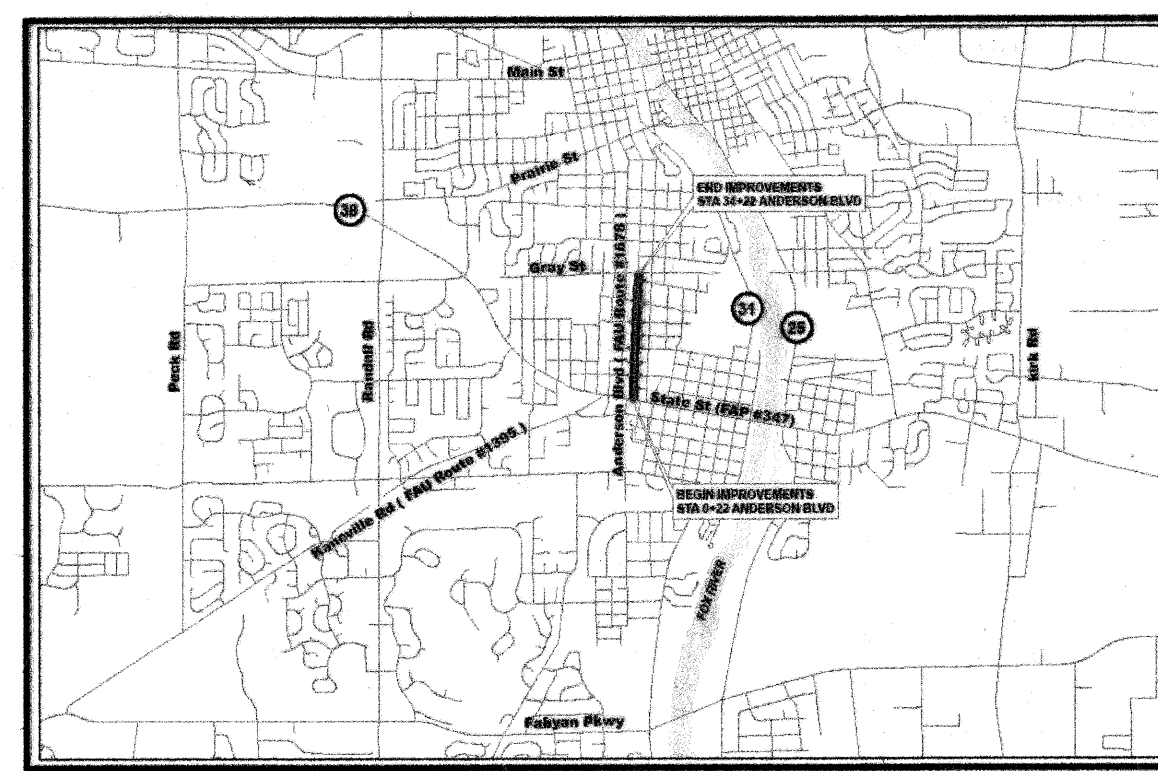 Main St
Prairie St
END IMPROVEMENTS
STA 34+22 ANDERSON BLVD
38
Gray St
Anderson Blvd ( FAU Route #1678 )
31
25
Peck Rd
Randall Rd
Kirk Rd
State St (FAP #347)
Kaneville Rd ( FAU Route #1395 )
BEGIN IMPROVEMENTS
STA 0+22 ANDERSON BLVD
FOX RIVER
Fabyan Pkwy